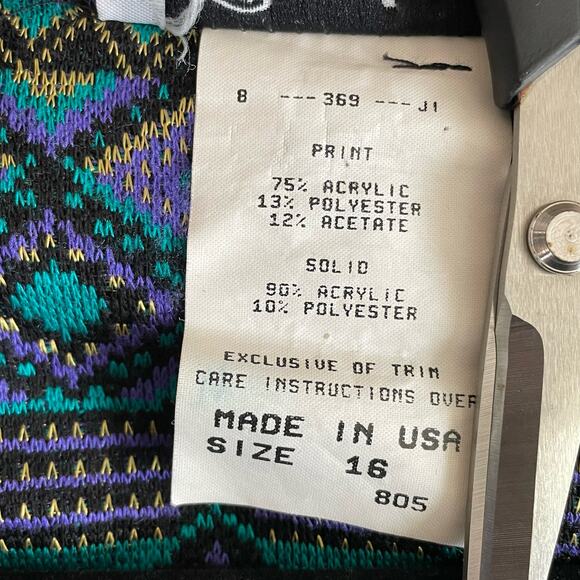 8 ---369 ---J1
PRINT
75% ACRYLIC
13% POLYESTER
12% ACETATE
SOLID
90% ACRYLIC
10% POLYESTER
EXCLUSIVE OF TRIM
CARE INSTRUCTIONS OVER
MADE IN USA
SIZE 16
805